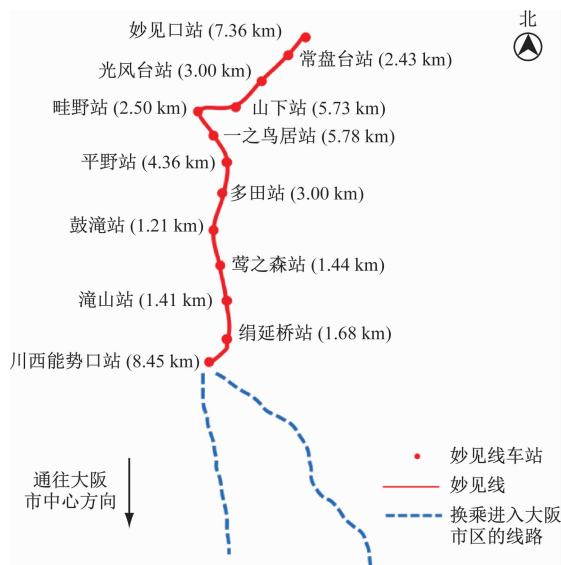 北
妙见口站 (7.36 km)
常盘台站 (2.43 km)
光风台站 (3.00 km)
畦野站 (2.50 km)
山下站 (5.73 km)
一之鸟居站 (5.78 km)
平野站 (4.36 km)
多田站 (3.00 km)
鼓滝站 (1.21 km)
莺之森站 (1.44 km)
滝山站 (1.41 km)
绢延桥站 (1.68 km)
川西能势口站 (8.45 km)
通往大阪
市中心方向
妙见线车站
妙见线
换乘进入大阪
市区的线路